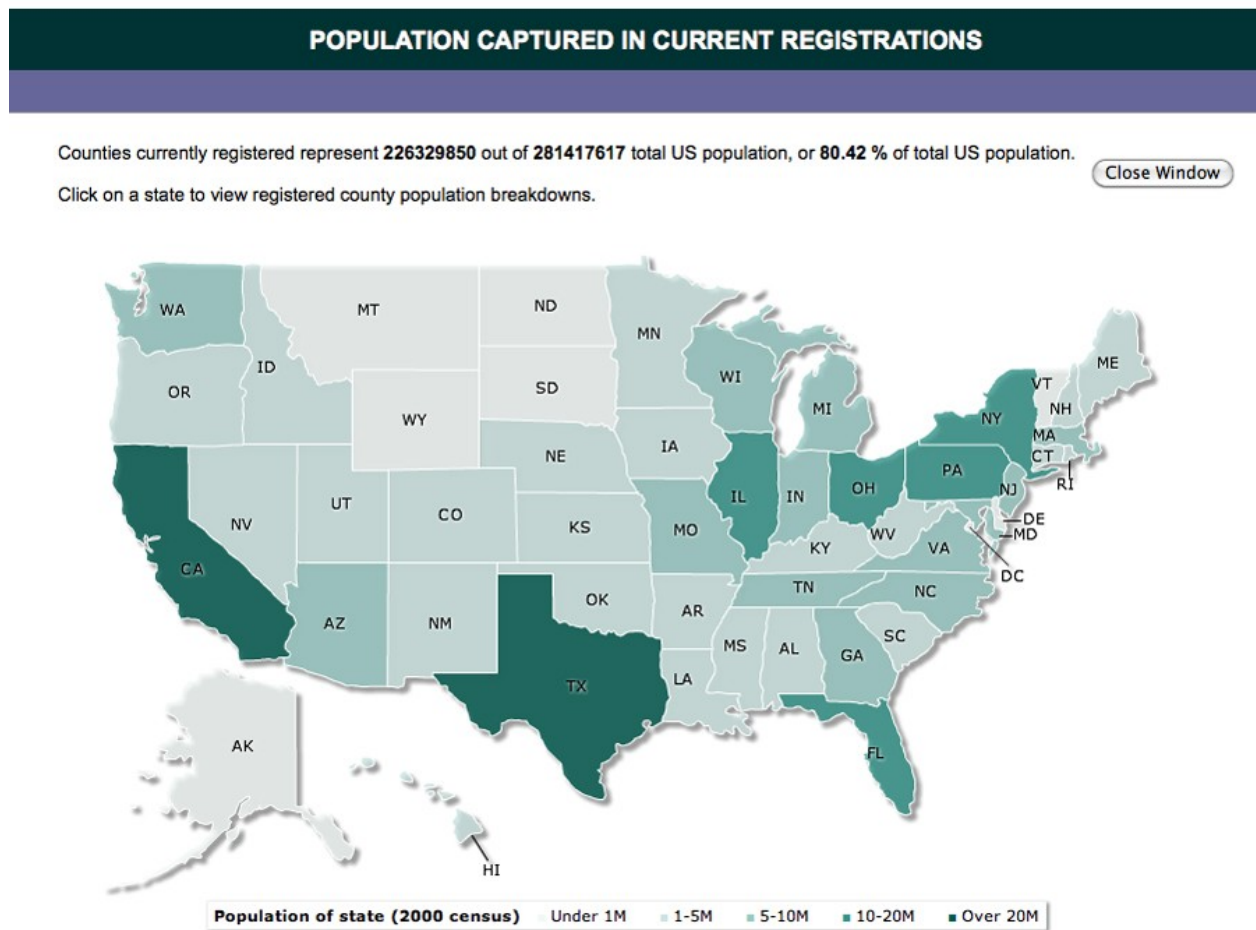 POPULATION CAPTURED IN CURRENT REGISTRATIONS
Counties currently registered represent 226329850 out of 281417617 total US population, or 80.42 % of total US population.
Close Window
Click on a state to view registered county population breakdowns.
WA
MT
ND
MN
ME
ID
OR
SD
WI
VT
MI
NH
WY
NY
MA
IA
NE
CT
PA
RI
IL
IN
OH
NJ
UT
CO
NV
KS
MO
DE
WV
MD
KY
VA
CA
DC
TN
NC
OK
AR
AZ
NM
SC
MS
AL
GA
LA
TX
AK
FL
HI
Population of state (2000 census) Under 1M 1-5M 5-10M 10-20M Over 20M